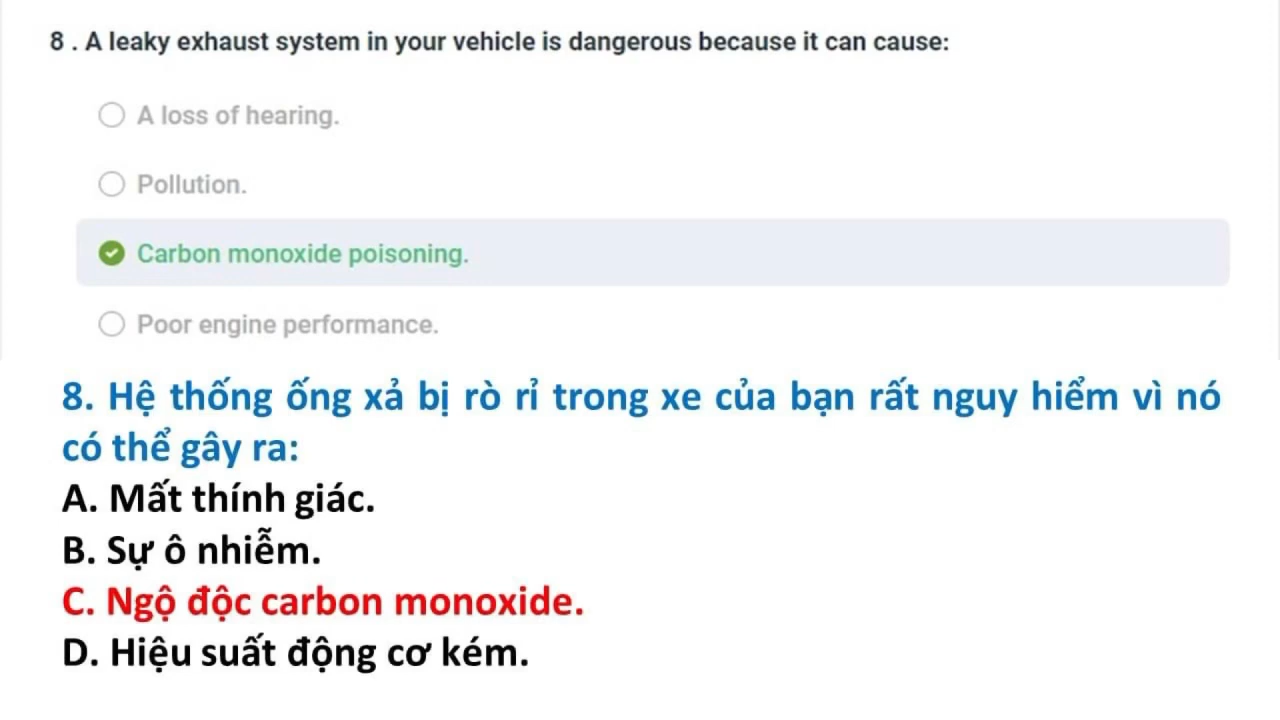 8 . A leaky exhaust system in your vehicle is dangerous because it can cause:
A loss of hearing.
Pollution.
Carbon monoxide poisoning.
Poor engine performance.
8. Hệ thống ống xả bị rò rỉ trong xe của bạn rất nguy hiểm vì nó
có thể gây ra:
A. Mất thính giác.
B. Sự ô nhiễm.
C. Ngộ độc carbon monoxide.
D. Hiệu suất động cơ kém.